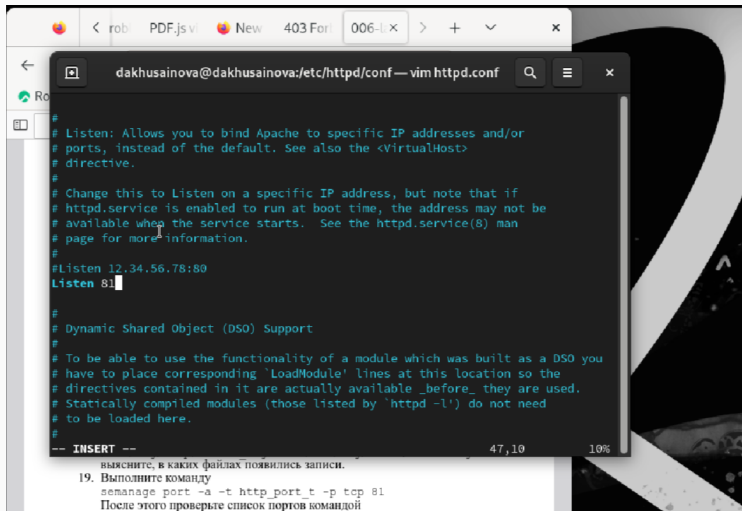 rob
PDF.js vi
New
403 For
006-l
dakhusainova@dakhusainova:/etc/httpd/conf — vim httpd.conf
Ro
#
# Listen: Allows you to bind Apache to specific IP addresses and/or
# ports, instead of the default. See also the <VirtualHost>
# directive.
#
# Change this to Listen on a specific IP address, but note that if
# httpd.service is enabled to run at boot time, the address may not be
# available when the service starts.  See the httpd.service(8) man
# page for more information.
#
#Listen 12.34.56.78:80
Listen 81
#
# Dynamic Shared Object (DSO) Support
#
# To be able to use the functionality of a module which was built as a DSO you
# have to place corresponding `LoadModule' lines at this location so the
# directives contained in it are actually available _before_ they are used.
# Statically compiled modules (those listed by `httpd -l') do not need
# to be loaded here.
#
-- INSERT -- 47,10 10%
выясните, в каких файлах появились записи.
19. Выполните команду
semanage port -a -t http_port_t -p tcp 81
После этого проверьте список портов командой